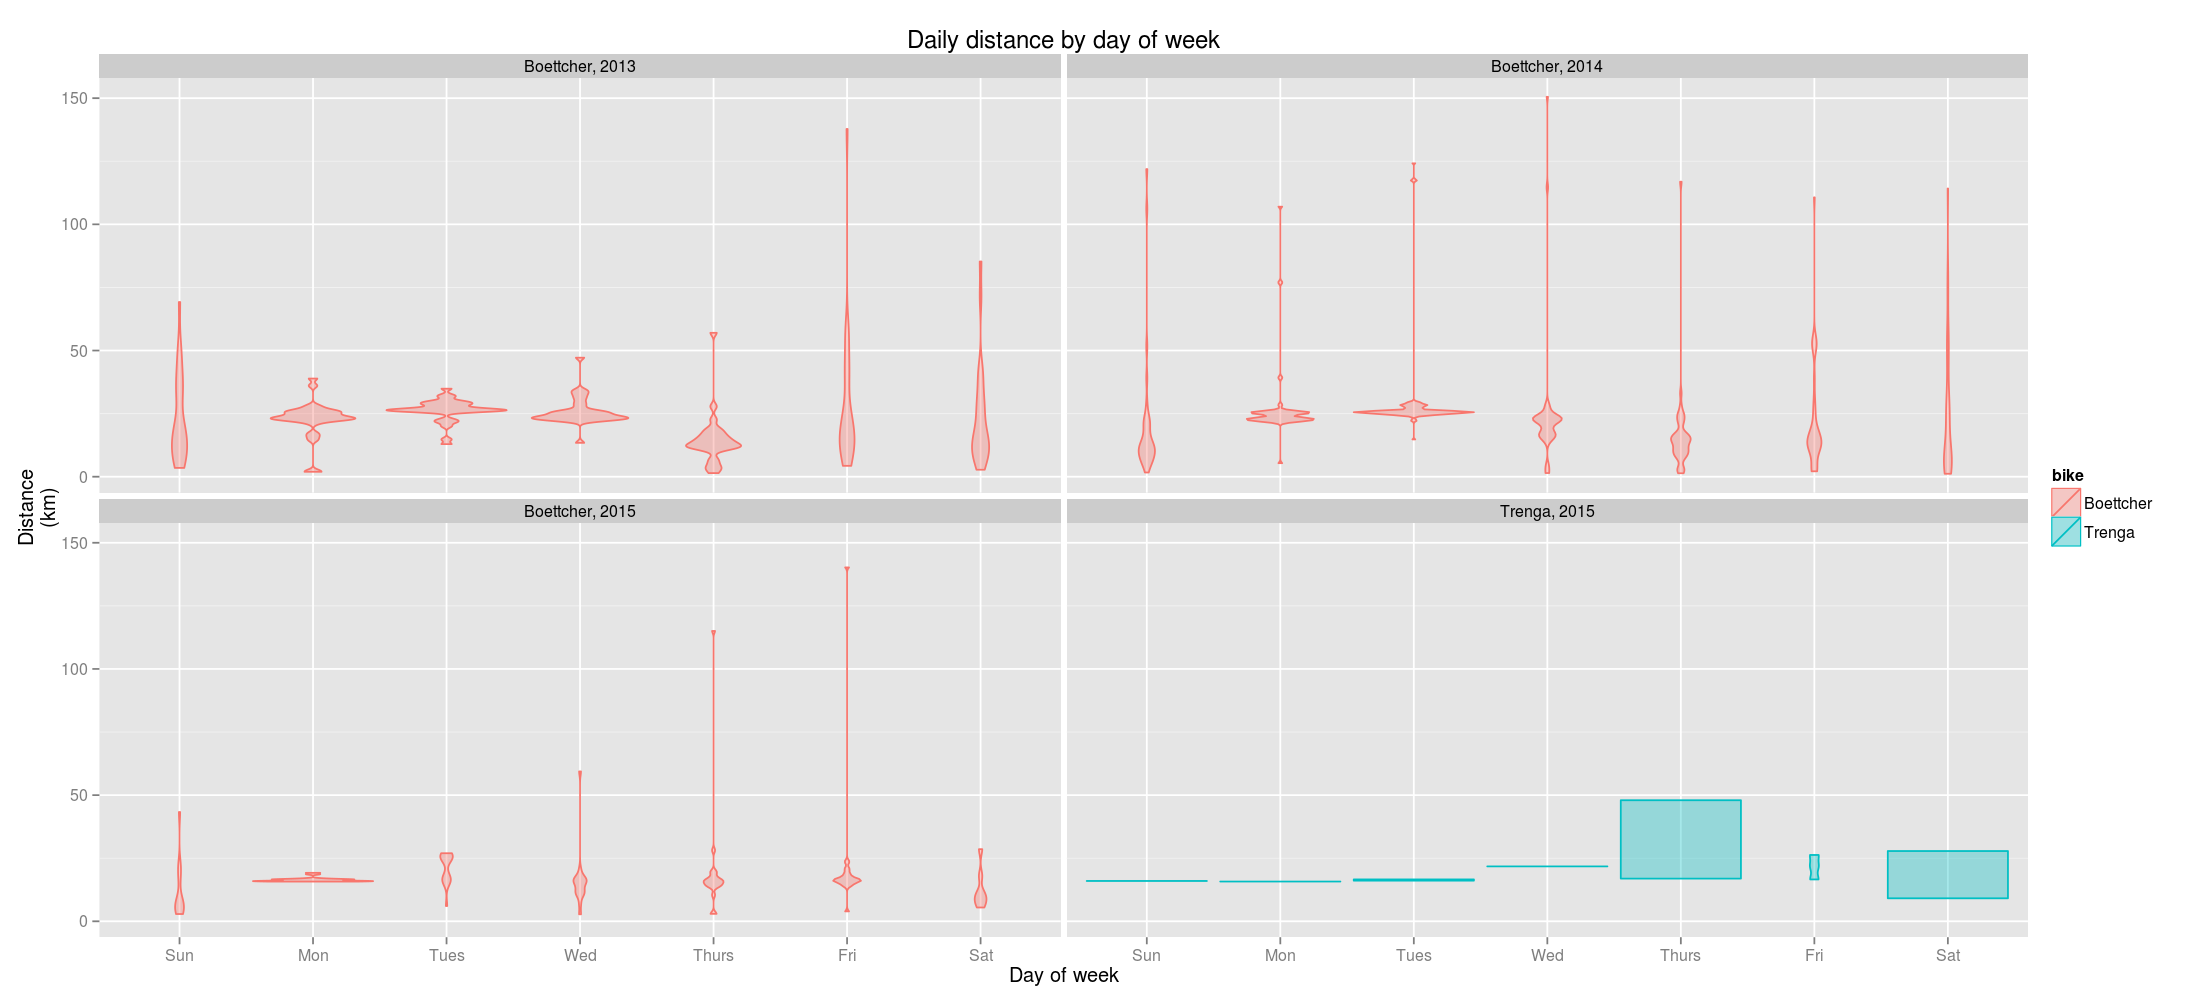 Daily distance by day of week
Boettcher, 2013
Boettcher, 2014
150
100
50
0
Boettcher, 2015
Trenga, 2015
150
100
50
0
Sun Mon Tues Wed Thurs Fri Sat
Sun Mon Tues Wed Thurs Fri Sat
Day of week
Distance
(km)
bike
Boettcher
Trenga